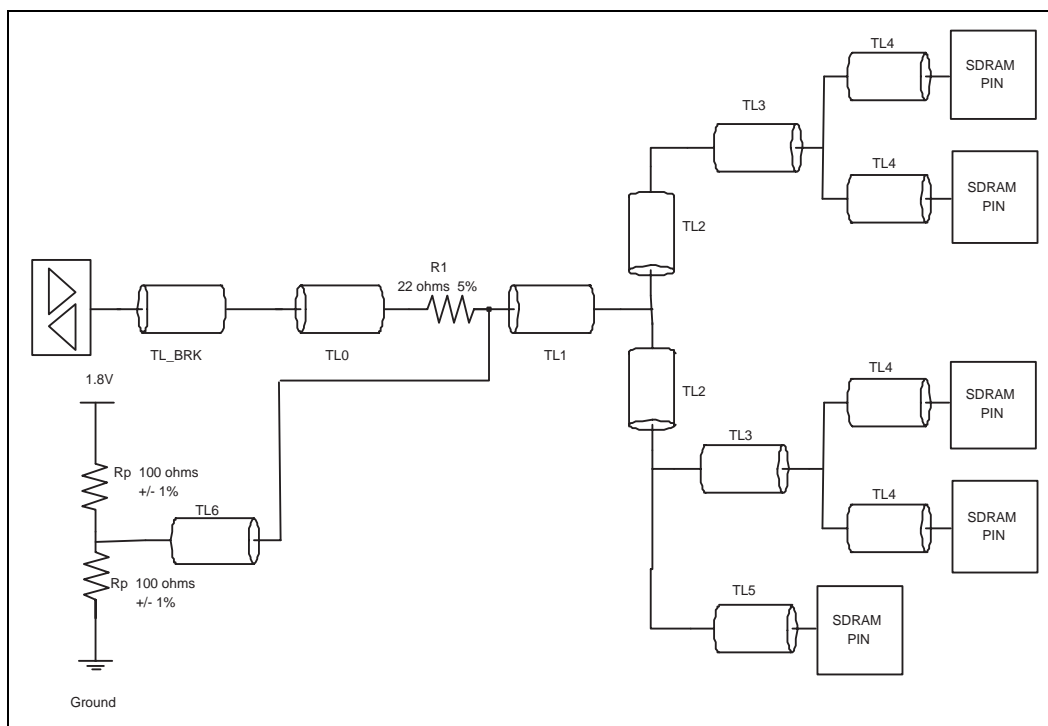 TL4
SDRAM
PIN
TL3
TL4
SDRAM
PIN
TL2
R1
22 ohms 5%
TL_BRK
TL0
TL1
1.8V
TL2
TL4
SDRAM
PIN
TL3
Rp 100 ohms
+/- 1%
TL6
TL4
SDRAM
PIN
Rp 100 ohms
+/- 1%
TL5
SDRAM
PIN
Ground